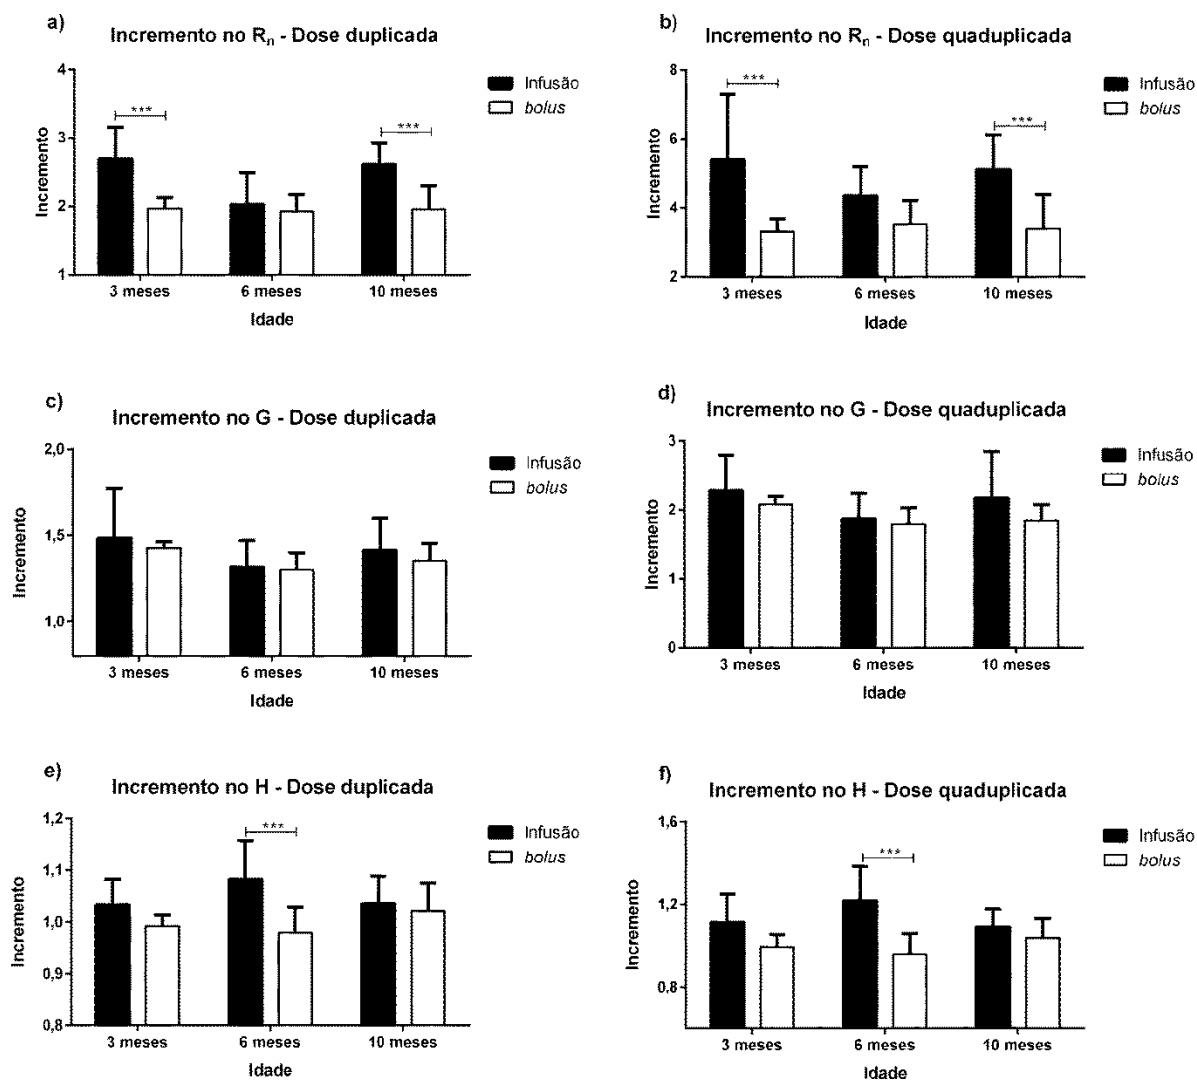 a)
Incremento no Rn - Dose duplicada
4
3
2
1
Incremento
***
***
3 meses
6 meses
10 meses
Idade
Infusão
bolus
b)
Incremento no Rn - Dose quaduplicada
8
6
4
2
Incremento
***
***
3 meses
6 meses
10 meses
Idade
Infusão
bolus
c)
Incremento no G - Dose duplicada
2,0
1,5
1,0
Incremento
3 meses
6 meses
10 meses
Idade
Infusão
bolus
d)
Incremento no G - Dose quaduplicada
3
2
1
0
Incremento
3 meses
6 meses
10 meses
Idade
Infusão
bolus
e)
Incremento no H - Dose duplicada
1,2
1,1
1,0
0,9
0,8
Incremento
***
3 meses
6 meses
10 meses
Idade
Infusão
bolus
f)
Incremento no H - Dose quaduplicada
1,6
1,2
0,8
Incremento
***
3 meses
6 meses
10 meses
Idade
Infusão
bolus